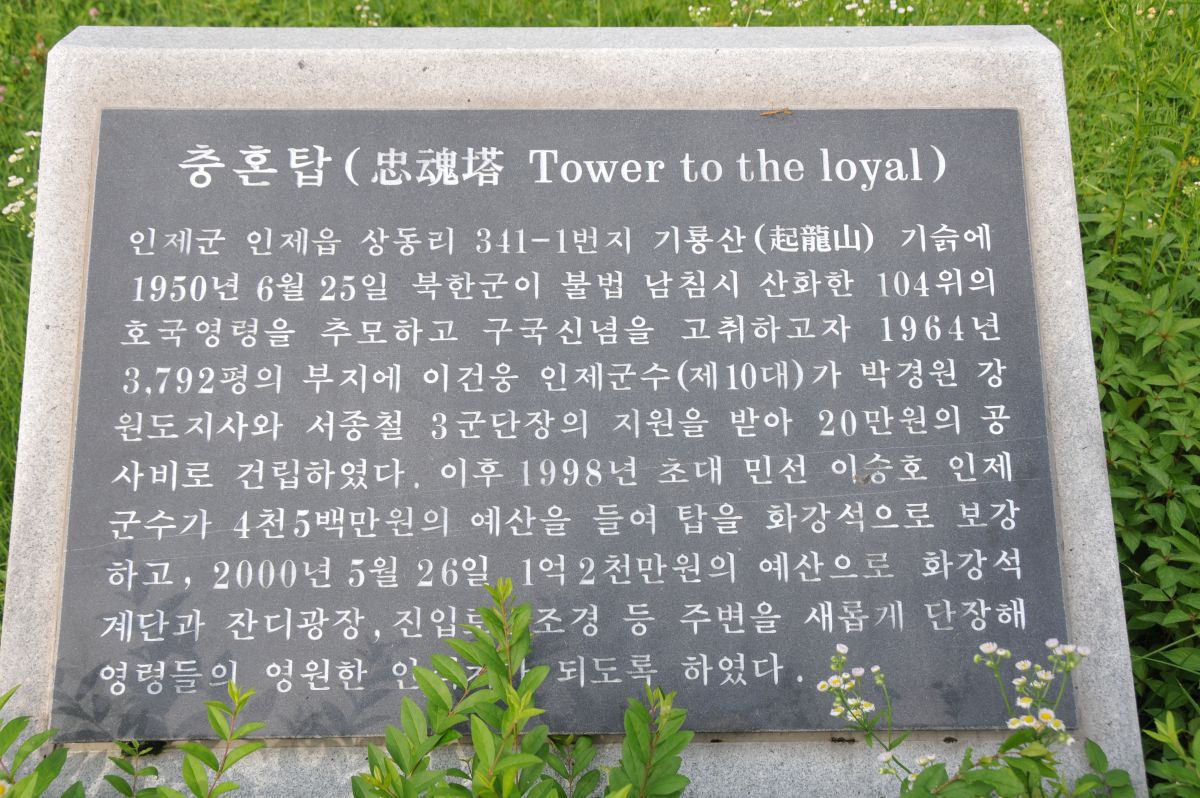 충혼탑(忠魂塔 Tower to the loyal)
인제군 인제읍 상동리 341-1번지 기룡산(起龍山) 기슭에
1950년 6월 25일 북한군이 불법 남침시 산화한 104위의
호국영령을 추모하고 구국신념을 고취하고자 1964년
3,792평의 부지에 이건웅 인제군수(제10대)가 박경원 강
원도지사와 서종철 3군단장의 지원을 받아 20만원의 공
사비로 건립하였다. 이후 1998년 초대 민선 이승호 인제
군수가 4천5백만원의 예산을 들여 탑을 화강석으로 보강
하고, 2000년 5월 26일 1억2천만원의 예산으로 화강석
계단과 잔디광장, 진입로 조경 등 주변을 새롭게 단장해
영령들의 영원한 되도록 하였다.